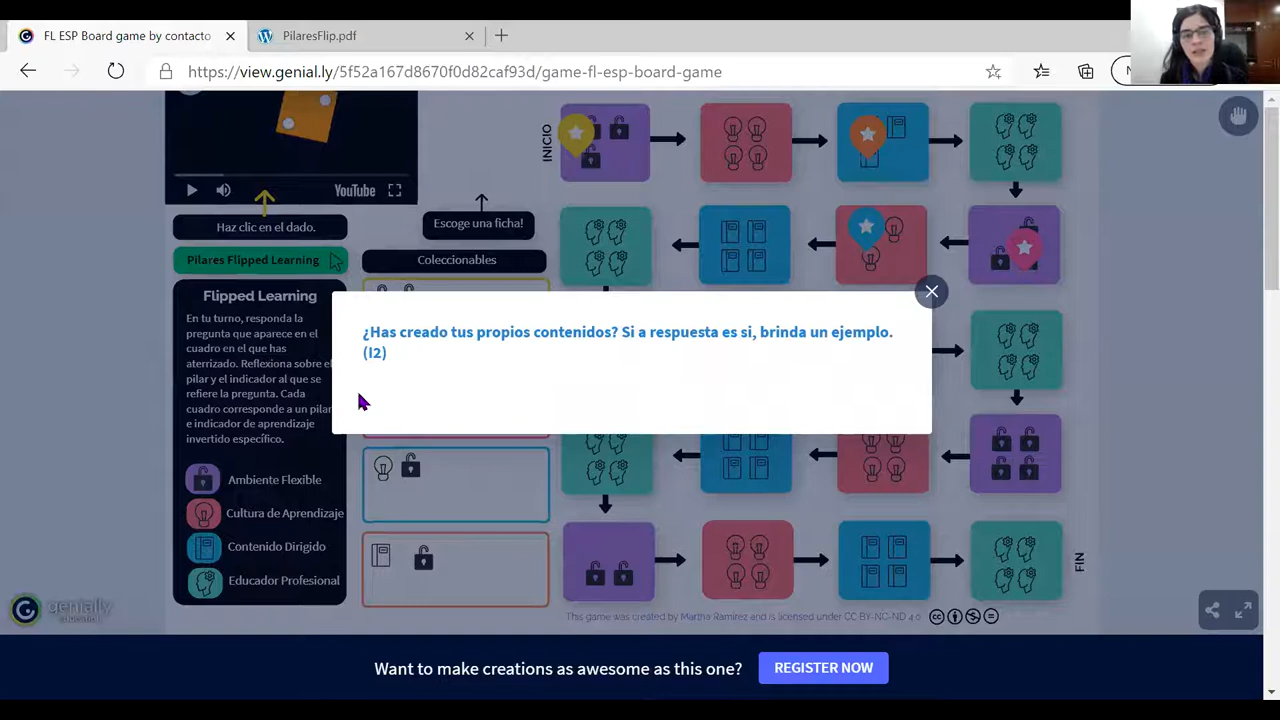 FL ESP Board game by contacto
PilaresFlip.pdf
https://view.genial.ly/5f52a167d8670f0d82caf93d/game-fl-esp-board-game
YouTube
INICIO
Haz clic en el dado.
Escoge una ficha!
Pilares Flipped Learning
Coleccionables
Flipped Learning
En tu turno, responda la
pregunta que aparece en el
cuadro en el que has
aterrizado. Reflexiona sobre el
pilar y el indicador al que se
refiere la pregunta. Cada
cuadro corresponde a un pilar
e indicador de aprendizaje
invertido específico.
¿Has creado tus propios contenidos? Si a respuesta es si, brinda un ejemplo.
(I2)
Ambiente Flexible
Cultura de Aprendizaje
Contenido Dirigido
Educador Profesional
FIN
genially
education
This game was created by Martha Ramirez and is licensed under CC-BY-NC-ND 4.0
Want to make creations as awesome as this one?
REGISTER NOW